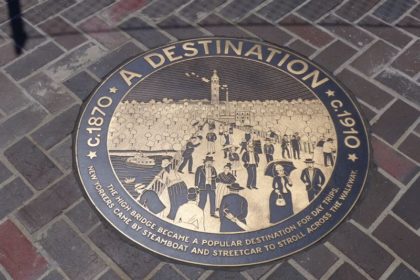 A DESTINATION
C. 1870
C. 1910
THE HIGH BRIDGE BECAME A POPULAR DESTINATION FOR DAY TRIPS.
NEW YORKERS CAME BY STEAMBOAT AND STREETCAR TO STROLL ACROSS THE WALKWAY.